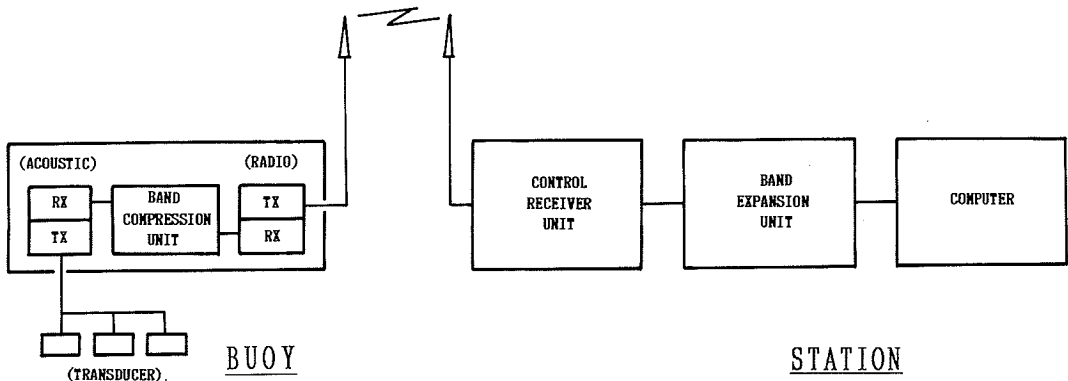 (ACOUSTIC)
(RADIO)
RX
TX
BAND
COMPRESSION
UNIT
TX
RX
(TRANSDUCER).
BUOY
CONTROL
RECEIVER
UNIT
BAND
EXPANSION
UNIT
COMPUTER
STATION